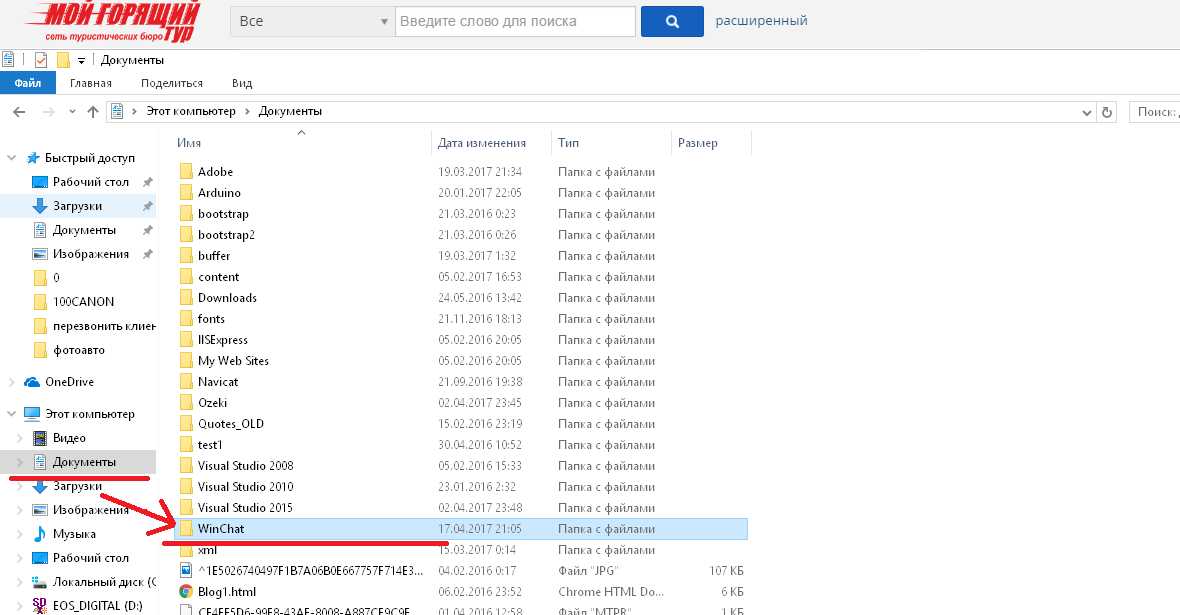 МОЙ ГОРЯЩИЙ ТУР
сеть туристических бюро
Все
Введите слово для поиска
расширенный
Документы
Файл Главная Поделиться Вид
Этот компьютер > Документы
Поиск:
Имя Дата изменения Тип Размер
Быстрый доступ
Рабочий стол
Загрузки
Документы
Изображения
0
100CANON
перезвонить клиен
фотоавто
OneDrive
Этот компьютер
Видео
Документы
Загрузки
Изображения
Музыка
Рабочий стол
Локальный диск (C
EOS_DIGITAL (D:)
Adobe 19.03.2017 21:34 Папка с файлами
Arduino 20.01.2017 22:05 Папка с файлами
bootstrap 21.03.2016 0:23 Папка с файлами
bootstrap2 21.03.2016 0:26 Папка с файлами
buffer 19.03.2017 1:32 Папка с файлами
content 05.02.2017 16:53 Папка с файлами
Downloads 24.05.2016 13:42 Папка с файлами
fonts 21.11.2016 18:13 Папка с файлами
IISExpress 05.02.2016 20:05 Папка с файлами
My Web Sites 05.02.2016 20:05 Папка с файлами
Navicat 21.09.2016 19:38 Папка с файлами
Ozeki 02.04.2017 23:45 Папка с файлами
Quotes_OLD 15.02.2016 23:19 Папка с файлами
test1 30.04.2016 10:52 Папка с файлами
Visual Studio 2008 05.02.2016 15:33 Папка с файлами
Visual Studio 2010 23.01.2016 2:32 Папка с файлами
Visual Studio 2015 02.04.2017 23:48 Папка с файлами
WinChat 17.04.2017 21:05 Папка с файлами
xml 15.03.2017 0:14 Папка с файлами
^1E5026740497F1B7A06B0E667757F714E3... 04.02.2016 0:17 Файл "JPG" 107 КБ
Blog1.html 06.02.2016 23:52 Chrome HTML Do... 6 КБ
01.04.2016 12:58 Файл "MTPR" 1 КБ